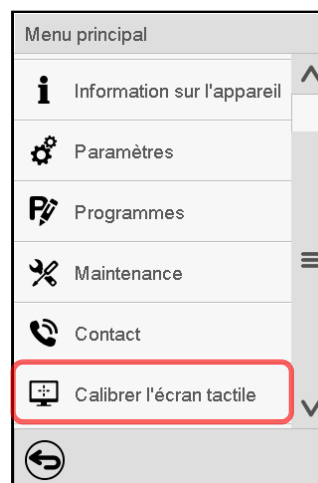 Menu principal
Information sur l'appareil
Paramètres
Programmes
Maintenance
Contact
Calibrer l'écran tactile